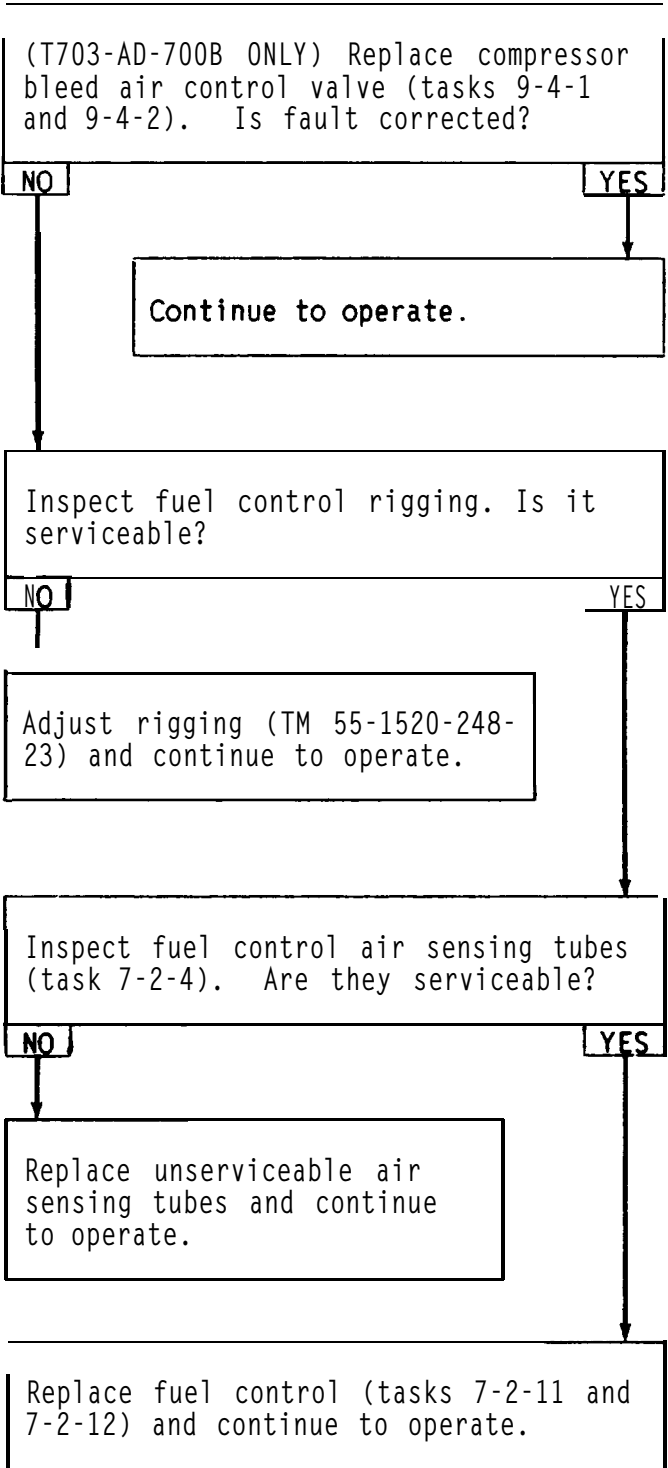 (T703-AD-700B ONLY) Replace compressor
bleed air control valve (tasks 9-4-1
and 9-4-2). Is fault corrected?
NO YES
Continue to operate.
Inspect fuel control rigging. Is it
serviceable?
NO YES
Adjust rigging (TM 55-1520-248-
23) and continue to operate.
Inspect fuel control air sensing tubes
(task 7-2-4). Are they serviceable?
NO YES
Replace unserviceable air
sensing tubes and continue
to operate.
Replace fuel control (tasks 7-2-11 and
7-2-12) and continue to operate.